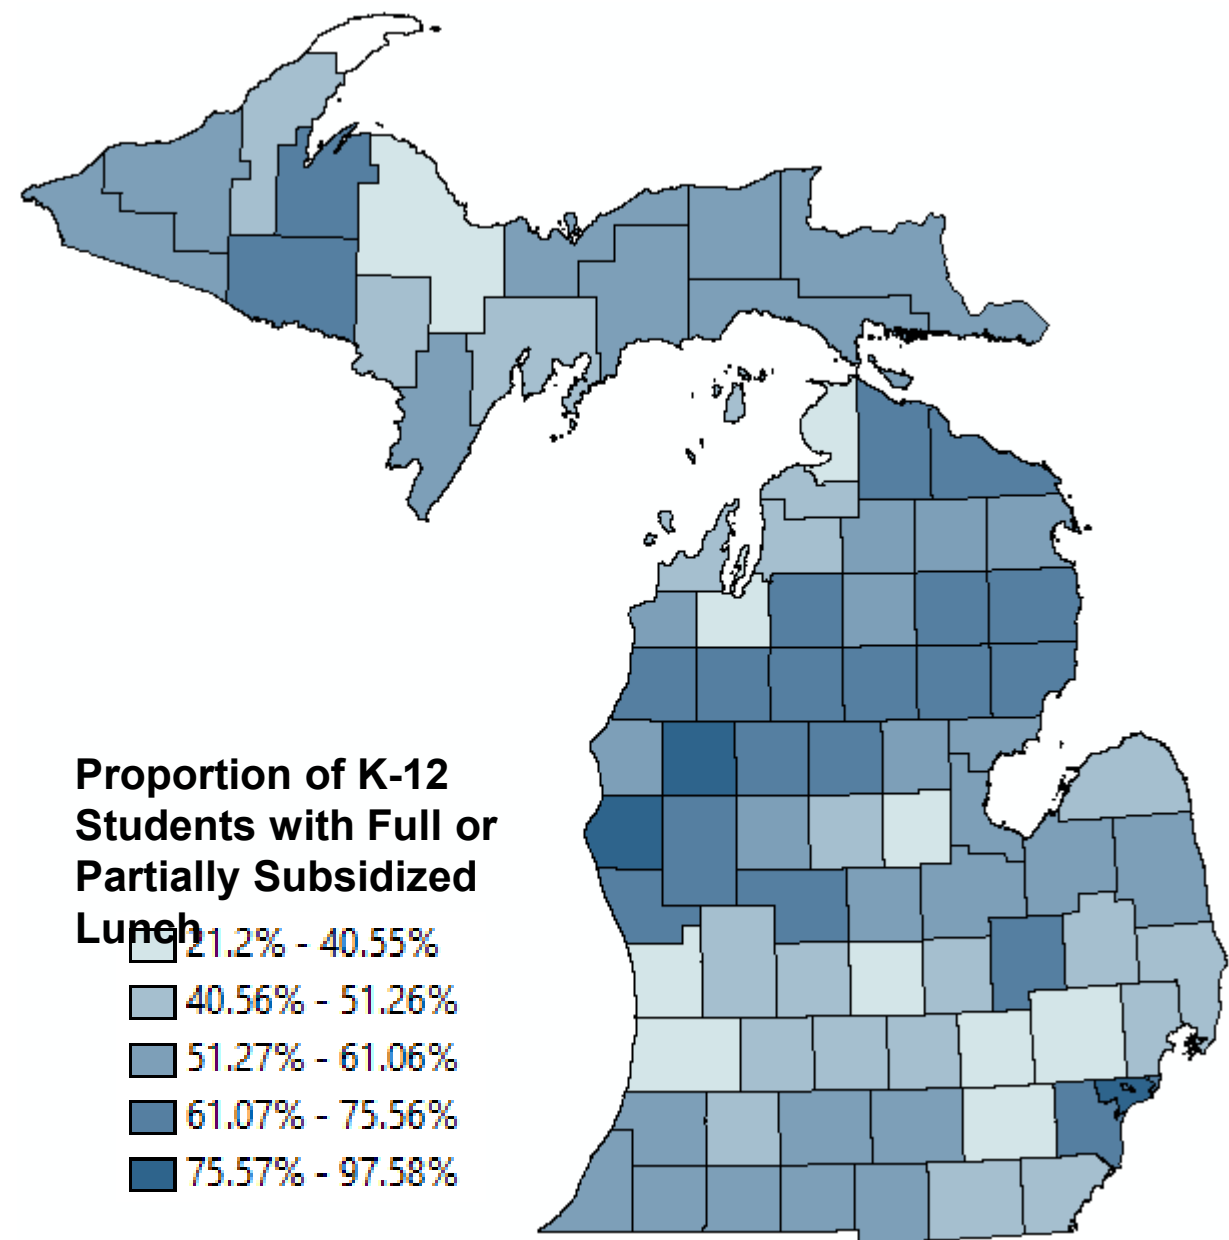 Proportion of K-12
Students with Full or
Partially Subsidized
Lunch
21.2% - 40.55%
40.56% - 51.26%
51.27% - 61.06%
61.07% - 75.56%
75.57% - 97.58%